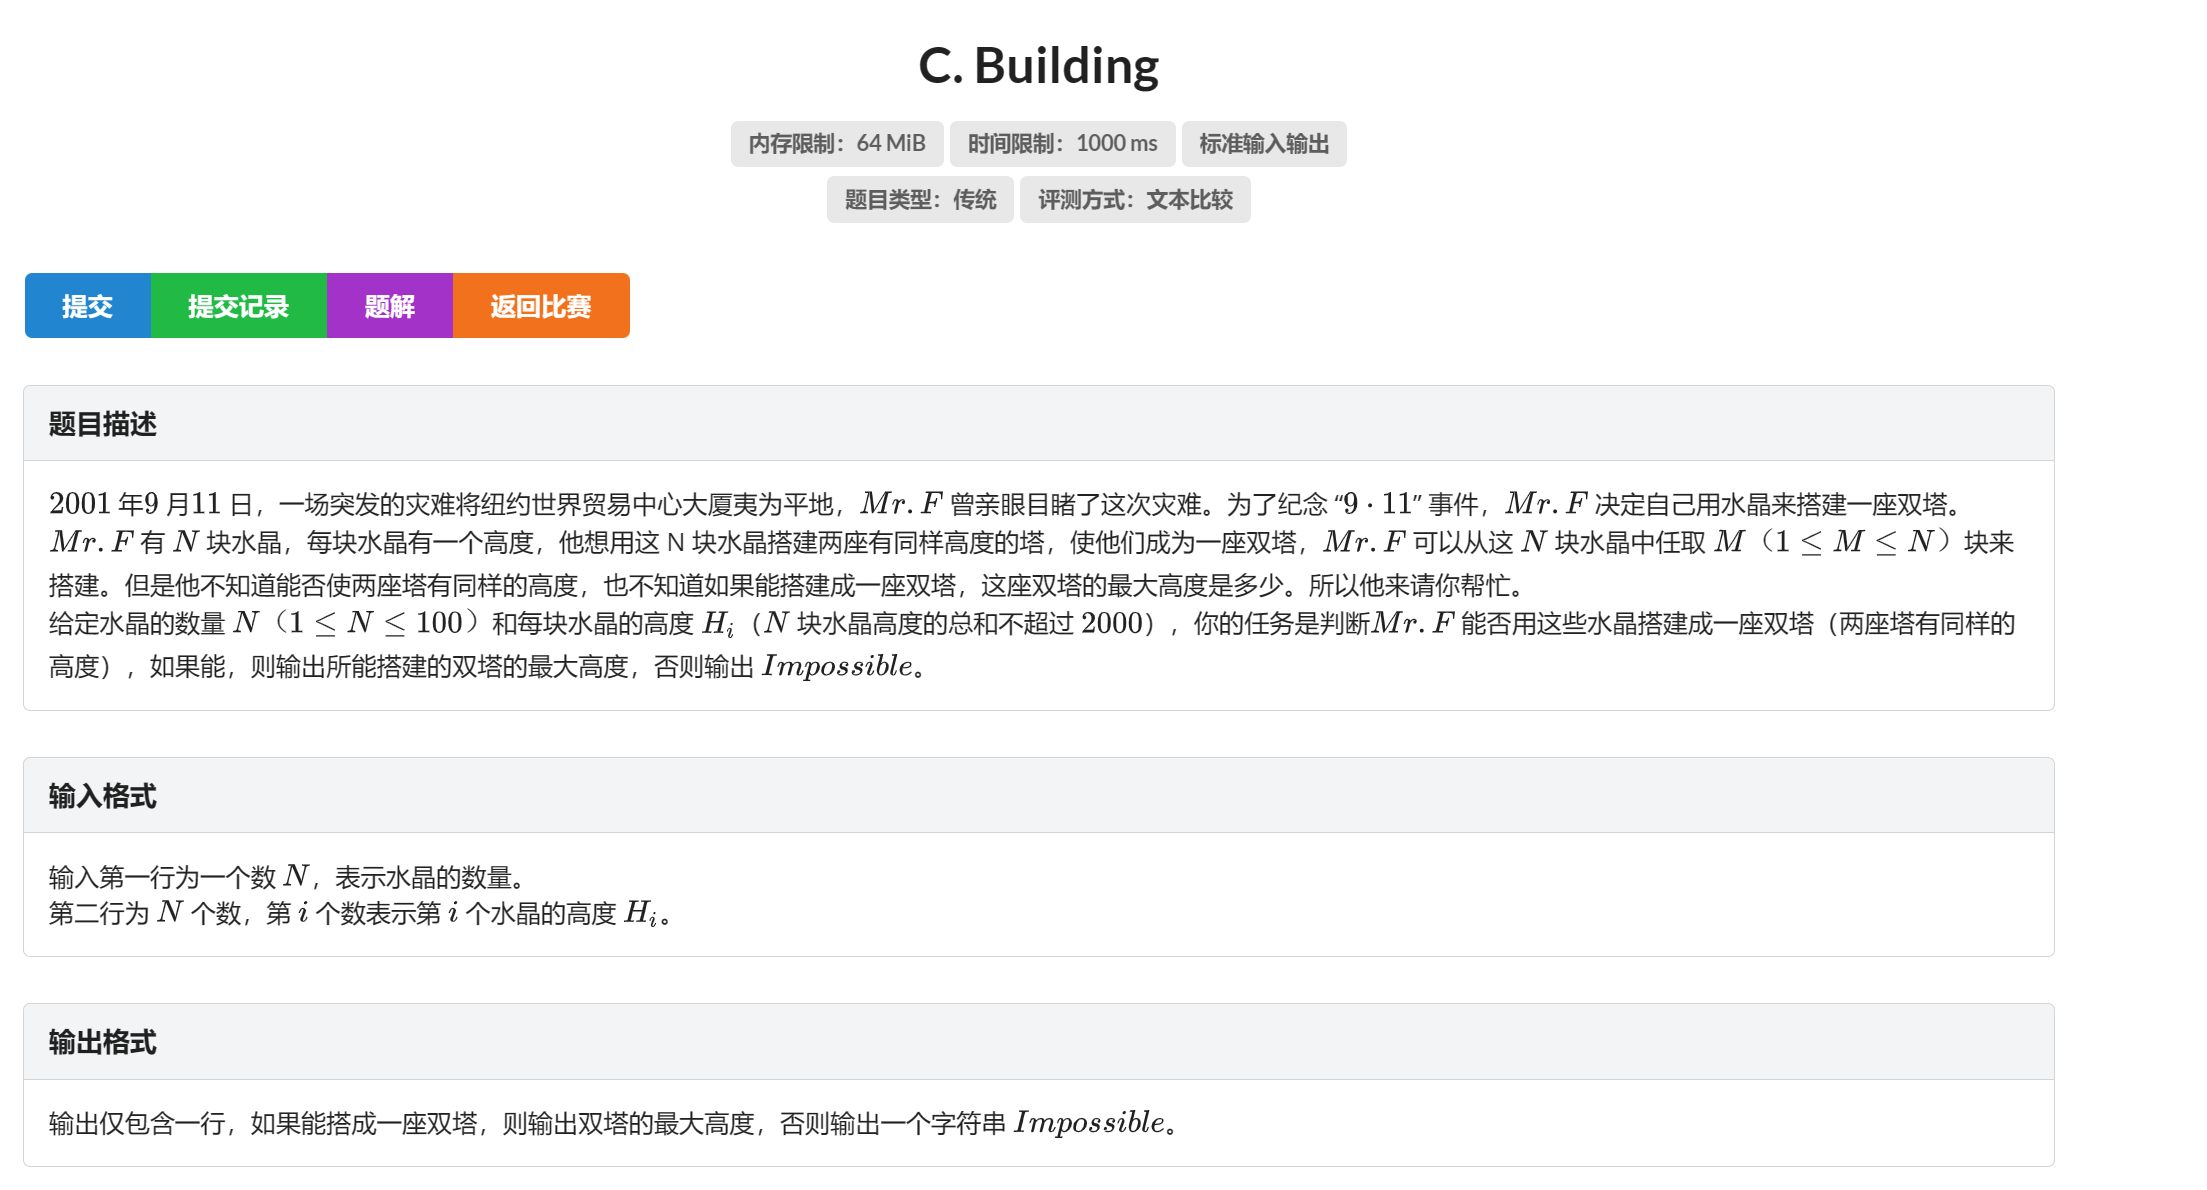 C. Building
内存限制：64 MiB 时间限制：1000 ms 标准输入输出
题目类型：传统 评测方式：文本比较
提交 提交记录 题解 返回比赛
题目描述
2001 年9 月11 日，一场突发的灾难将纽约世界贸易中心大厦夷为平地，Mr. F 曾亲眼目睹了这次灾难。为了纪念 “9 · 11” 事件，Mr. F 决定自己用水晶来搭建一座双塔。
Mr. F 有 N 块水晶，每块水晶有一个高度，他想用这 N 块水晶搭建两座有同样高度的塔，使他们成为一座双塔，Mr. F 可以从这 N 块水晶中任取 M（1 ≤ M ≤ N）块来
搭建。但是他不知道能否使两座塔有同样的高度，也不知道如果能搭建成一座双塔，这座双塔的最大高度是多少。所以他来请你帮忙。
给定水晶的数量 N（1 ≤ N ≤ 100）和每块水晶的高度 Hᵢ（N 块水晶高度的总和不超过 2000），你的任务是判断Mr. F 能否用这些水晶搭建成一座双塔（两座塔有同样的
高度），如果能，则输出所能搭建的双塔的最大高度，否则输出 Impossible。
输入格式
输入第一行为一个数 N，表示水晶的数量。
第二行为 N 个数，第 i 个数表示第 i 个水晶的高度 Hᵢ。
输出格式
输出仅包含一行，如果能搭成一座双塔，则输出双塔的最大高度，否则输出一个字符串 Impossible。